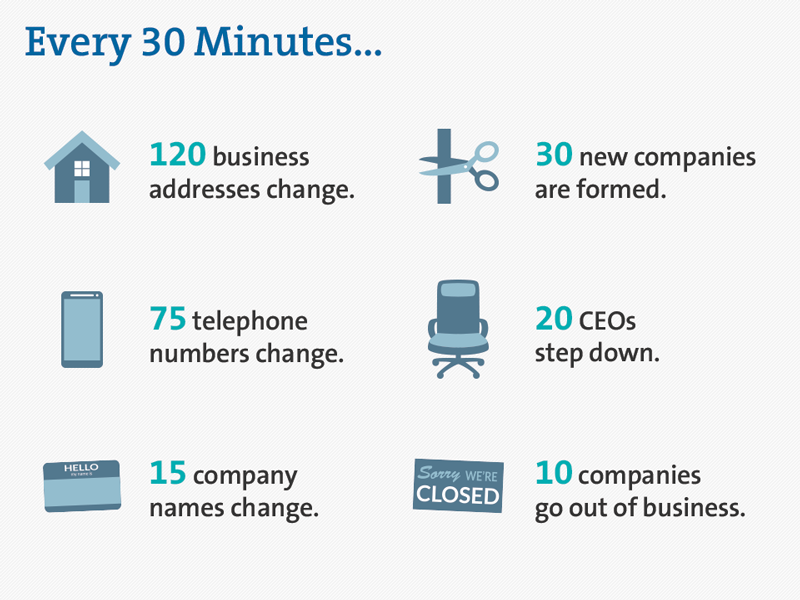 Every 30 Minutes...
120 business
addresses change.
30 new companies
are formed.
75 telephone
numbers change.
20 CEOs
step down.
HELLO
my name is
15 company
names change.
Sorry WE'RE
CLOSED
10 companies
go out of business.